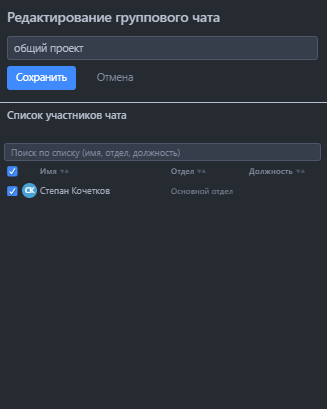 Редактирование группового чата
общий проект
Сохранить Отмена
Список участников чата
Поиск по списку (имя, отдел, должность)
Имя Отдел Должность
СК Степан Кочетков Основной отдел